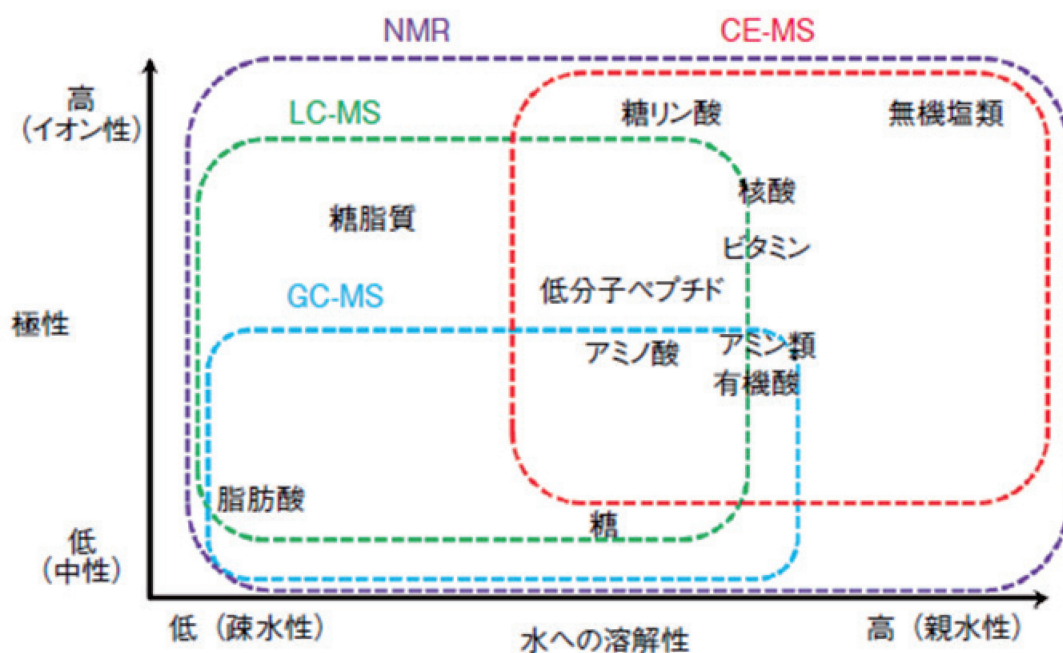 NMR
CE-MS
高
（イオン性）
LC-MS
糖リン酸
無機塩類
核酸
糖脂質
ビタミン
GC-MS
低分子ペプチド
極性
アミノ酸
アミン類
有機酸
脂肪酸
糖
低
（中性）
低（疎水性）
水への溶解性
高（親水性）